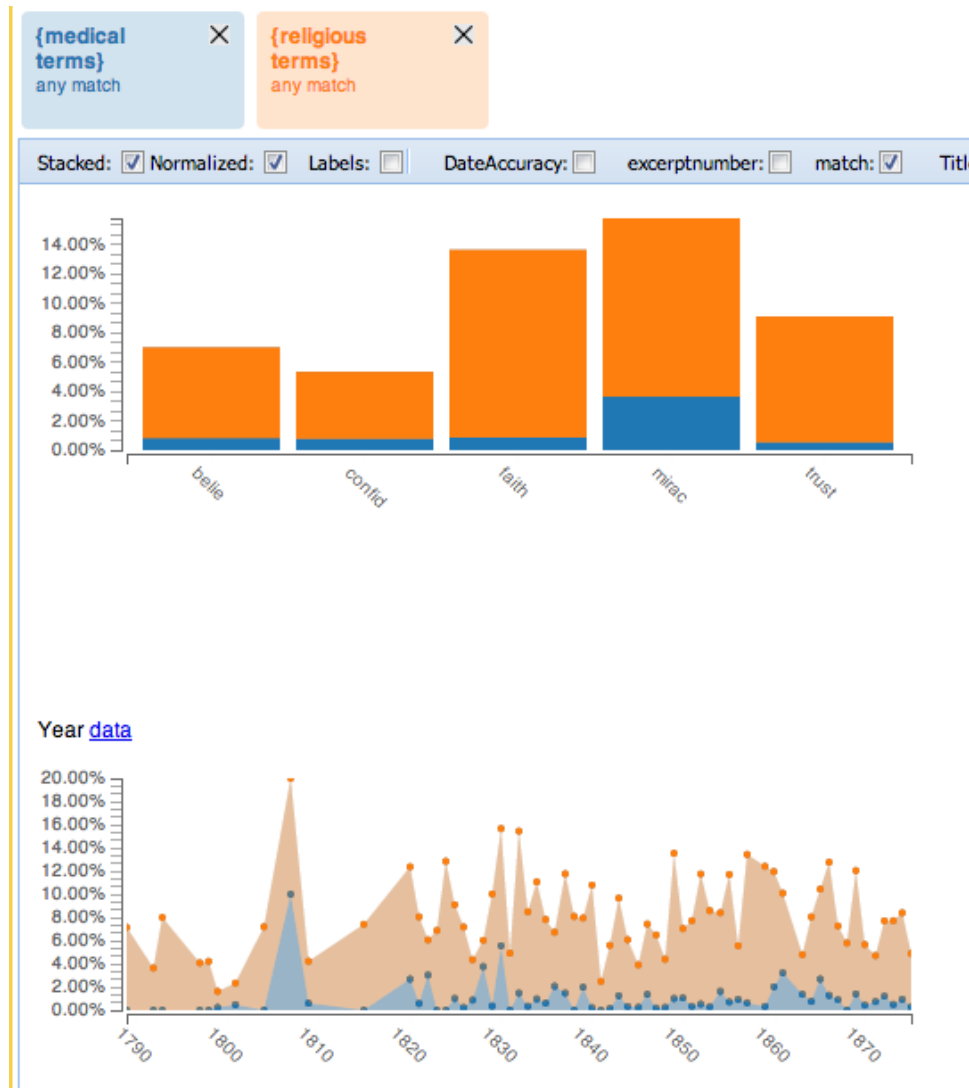 {medical
terms}
any match
{religious
terms}
any match
Stacked: Normalized: Labels: DateAccuracy: excerptnumber: match: Titl
14.00%
12.00%
10.00%
8.00%
6.00%
4.00%
2.00%
0.00%
belie confid faith mirac trust
Year data
20.00%
18.00%
16.00%
14.00%
12.00%
10.00%
8.00%
6.00%
4.00%
2.00%
0.00%
1790 1800 1810 1820 1830 1840 1850 1860 1870